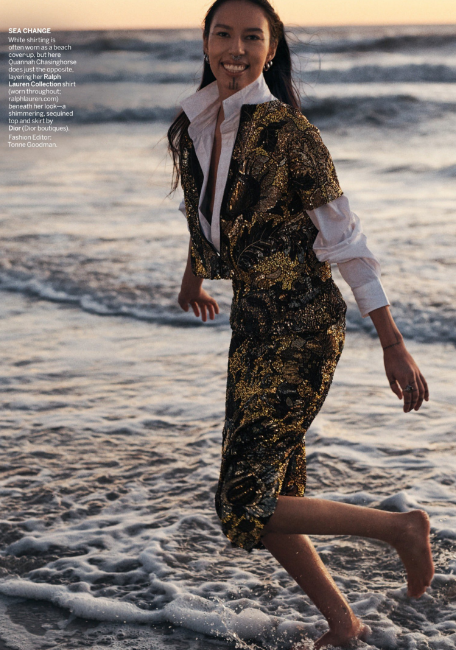 SEA CHANGE
While shirting is
often worn as a beach
cover-up, but here
Quannah Chasinghorse
does just the opposite,
layering her Ralph
Lauren Collection shirt
(worn throughout;
ralphlauren.com)
beneath her look—a
shimmering, sequined
top and skirt by
Dior (Dior boutiques).
Fashion Editor:
Tonne Goodman.